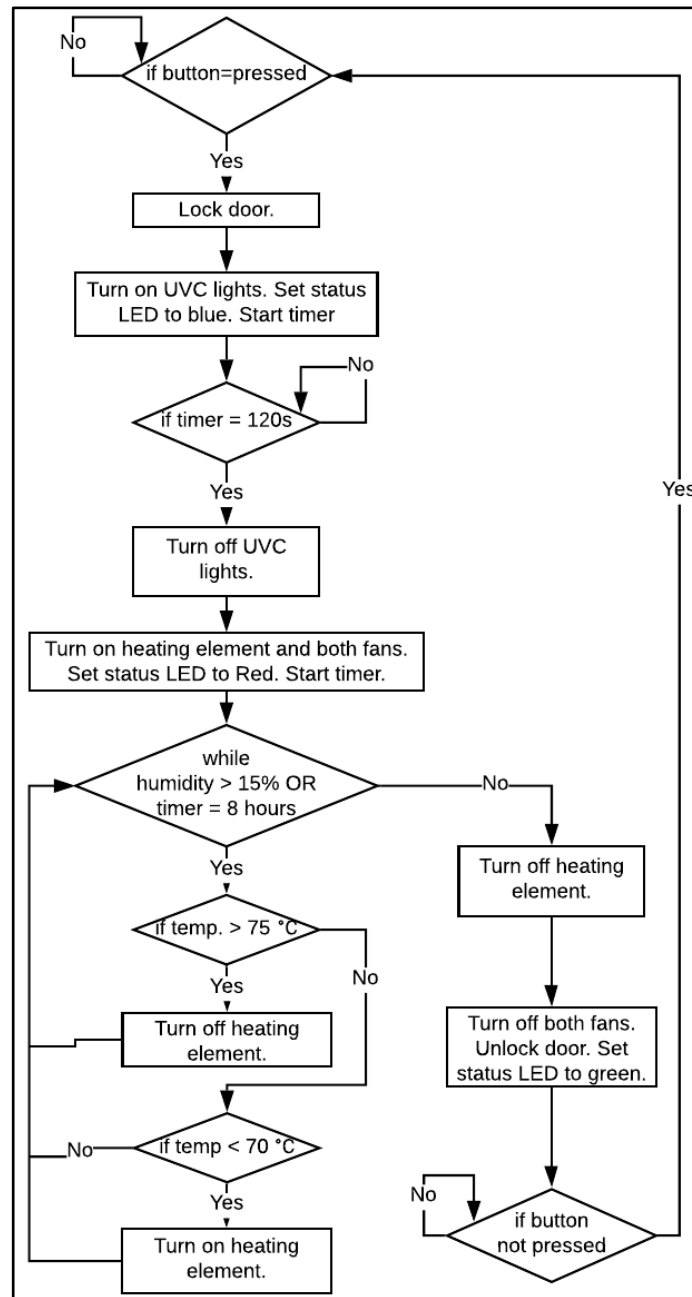 No
if button=pressed
Yes
Lock door.
Turn on UVC lights. Set status
LED to blue. Start timer
No
if timer = 120s
Yes
Turn off UVC
lights.
Turn on heating element and both fans.
Set status LED to Red. Start timer.
while
humidity > 15% OR
timer = 8 hours
Yes
if temp. > 75 °C
Yes
Turn off heating
element.
No
if temp < 70 °C
No
Yes
Turn on heating
element.
No
Turn off heating
element.
Turn off both fans.
Unlock door. Set
status LED to green.
No
if button
not pressed
Yes